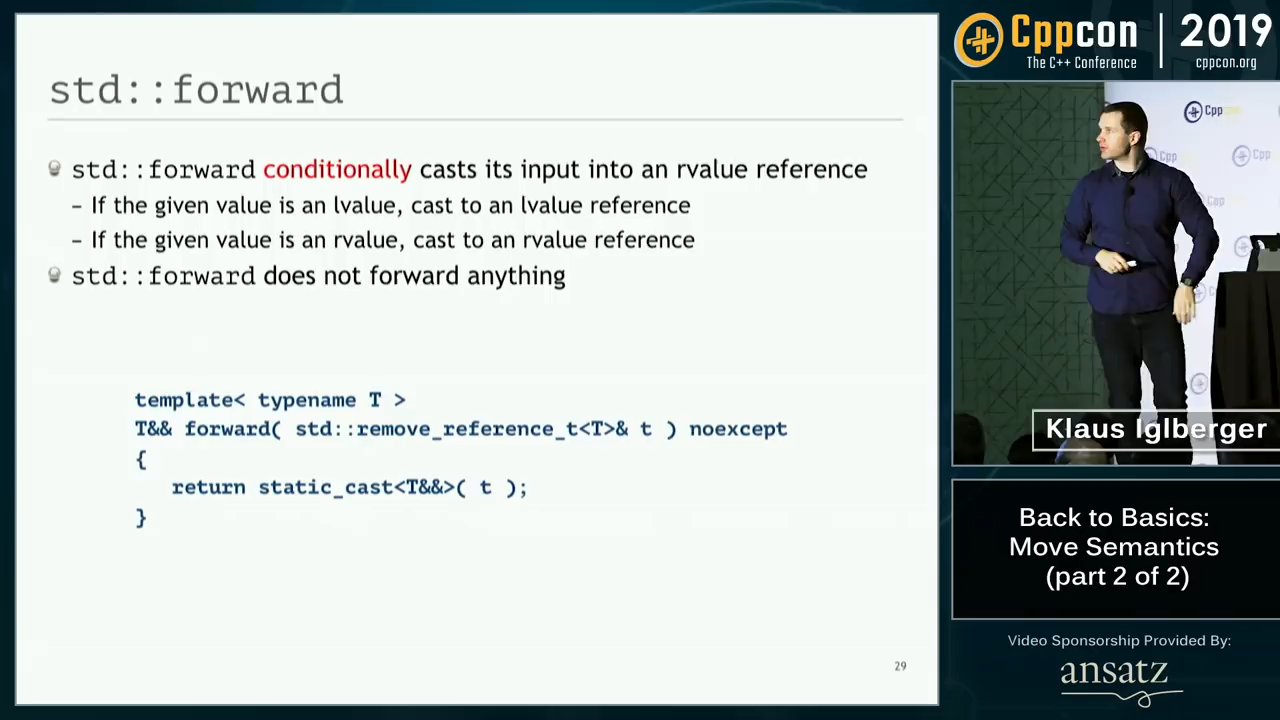 std::forward
std::forward conditionally casts its input into an rvalue reference
– If the given value is an lvalue, cast to an lvalue reference
– If the given value is an rvalue, cast to an rvalue reference
std::forward does not forward anything
template< typename T >
T&& forward( std::remove_reference_t<T>& t ) noexcept
{
return static_cast<T&&>( t );
}
29
Cppcon | 2019
The C++ Conference
cppcon.org
Cppcon
Klaus Iglberger
Back to Basics:
Move Semantics
(part 2 of 2)
Video Sponsorship Provided By:
ansatz